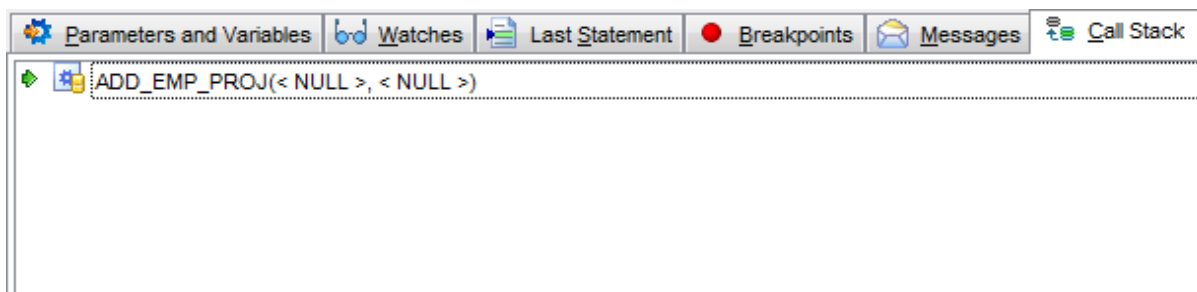 Parameters and Variables Watches Last Statement Breakpoints Messages Call Stack
ADD_EMP_PROJ(< NULL >, < NULL >)